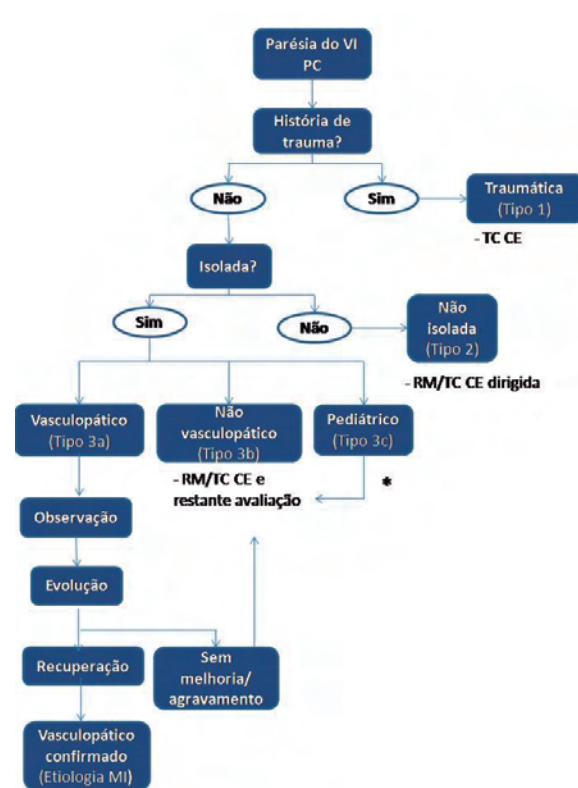 Parésia do VI
PC
História de
trauma?
Não
Sim
Traumática
(Tipo 1)
- TC CE
Isolada?
Sim
Não
Não
isolada
(Tipo 2)
- RM/TC CE dirigida
Vasculopático
(Tipo 3a)
Não
vasculopático
(Tipo 3b)
Pediátrico
(Tipo 3c)
- RM/TC CE e
restante avaliação
*
Observação
Evolução
Recuperação
Sem
melhoria/
agravamento
Vasculopático
confirmado
(Etiologia MI)